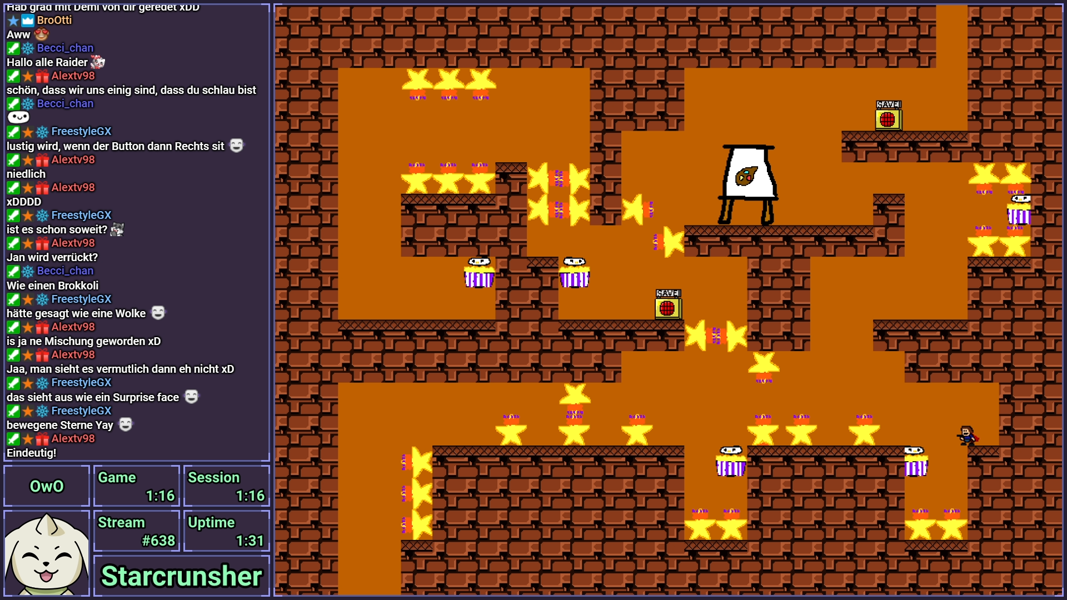 Hab grad mit Demi von dir geredet xDD
BroOtti
Aww
Becci_chan
Hallo alle Raider
Alextv98
schön, dass wir uns einig sind, dass du schlau bist
Becci_chan
FreestyleGX
lustig wird, wenn der Button dann Rechts sit
Alextv98
niedlich
Alextv98
xDDDD
FreestyleGX
ist es schon soweit?
Alextv98
Jan wird verrückt?
Becci_chan
Wie einen Brokkoli
FreestyleGX
hätte gesagt wie eine Wolke
Alextv98
is ja ne Mischung geworden xD
Alextv98
Jaa, man sieht es vermutlich dann eh nicht xD
FreestyleGX
das sieht aus wie ein Surprise face
FreestyleGX
bewegene Sterne Yay
Alextv98
Eindeutig!
OwO
Game
1:16
Session
1:16
Stream
#638
Uptime
1:31
Starcrunsher
SAVE!
SAVE!